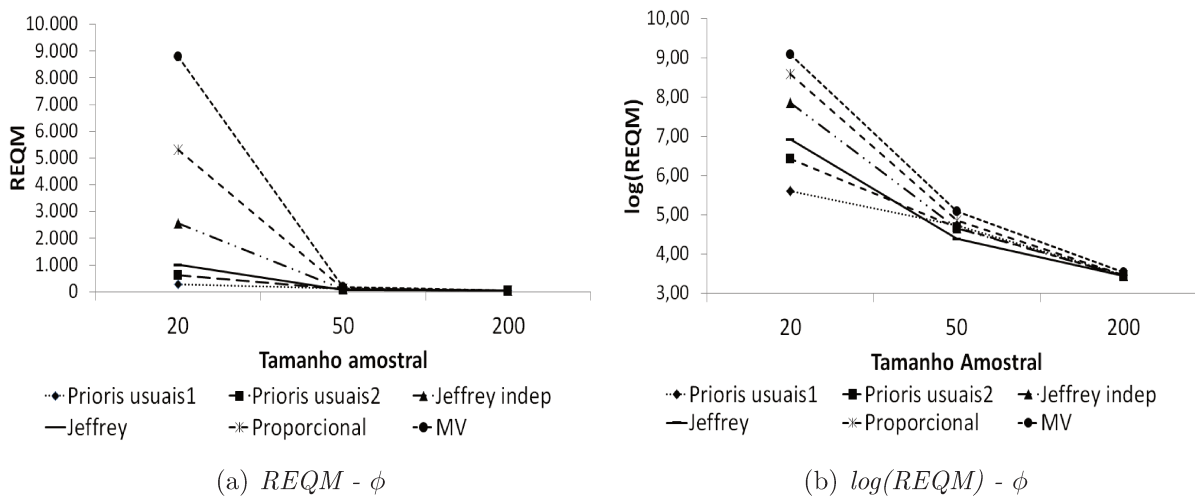 10.000
9.000
8.000
7.000
6.000
5.000
4.000
3.000
2.000
1.000
0
REQM
20 50 200
Tamanho amostral
Prioris usuais1 Prioris usuais2 Jeffrey indep
Jeffrey Proporcional MV
(a) REQM - ϕ
10,00
9,00
8,00
7,00
6,00
5,00
4,00
3,00
log(REQM)
20 50 200
Tamanho Amostral
Prioris usuais1 Prioris usuais2 Jeffrey indep
Jeffrey Proporcional MV
(b) log(REQM) - ϕ